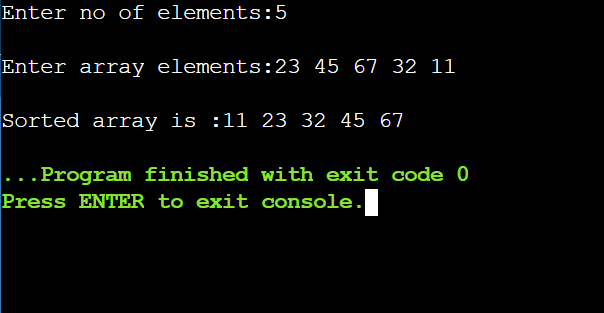 Enter no of elements:5
Enter array elements:23 45 67 32 11
Sorted array is :11 23 32 45 67
...Program finished with exit code 0
Press ENTER to exit console.